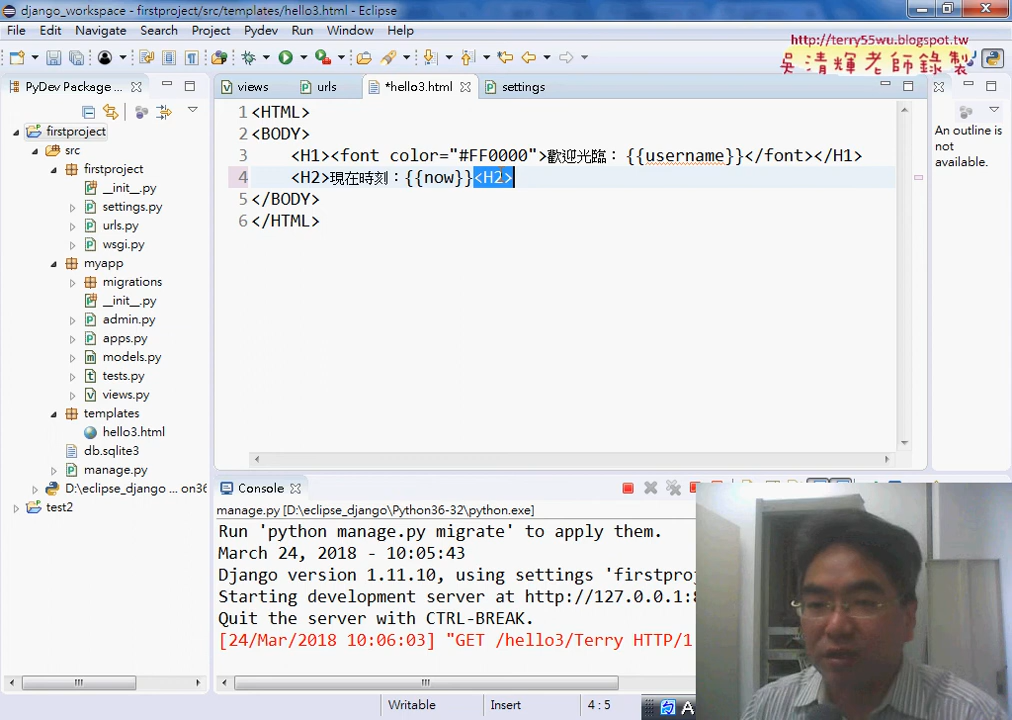 django_workspace - firstproject/src/templates/hello3.html - Eclipse
File Edit Navigate Search Project Pydev Run Window Help
http://terry55wu.blogspot.tw
吳清輝老師錄製
PyDev Package ...
views urls *hello3.html settings
firstproject
src
firstproject
__init__.py
settings.py
urls.py
wsgi.py
myapp
migrations
__init__.py
admin.py
apps.py
models.py
tests.py
views.py
templates
hello3.html
db.sqlite3
manage.py
D:\eclipse_django ... on36
test2
1 <HTML>
2 <BODY>
3 <H1><font color="#FF0000">歡迎光臨：{{username}}</font></H1>
4 <H2>現在時刻：{{now}}<H2>
5 </BODY>
6 </HTML>
An outline is
not
available.
Console
manage.py [D:\eclipse_django\Python36-32\python.exe]
Run 'python manage.py migrate' to apply them.
March 24, 2018 - 10:05:43
Django version 1.11.10, using settings 'firstproj
Starting development server at http://127.0.0.1:8
Quit the server with CTRL-BREAK.
[24/Mar/2018 10:06:03] "GET /hello3/Terry HTTP/1
Writable Insert 4 : 5
A